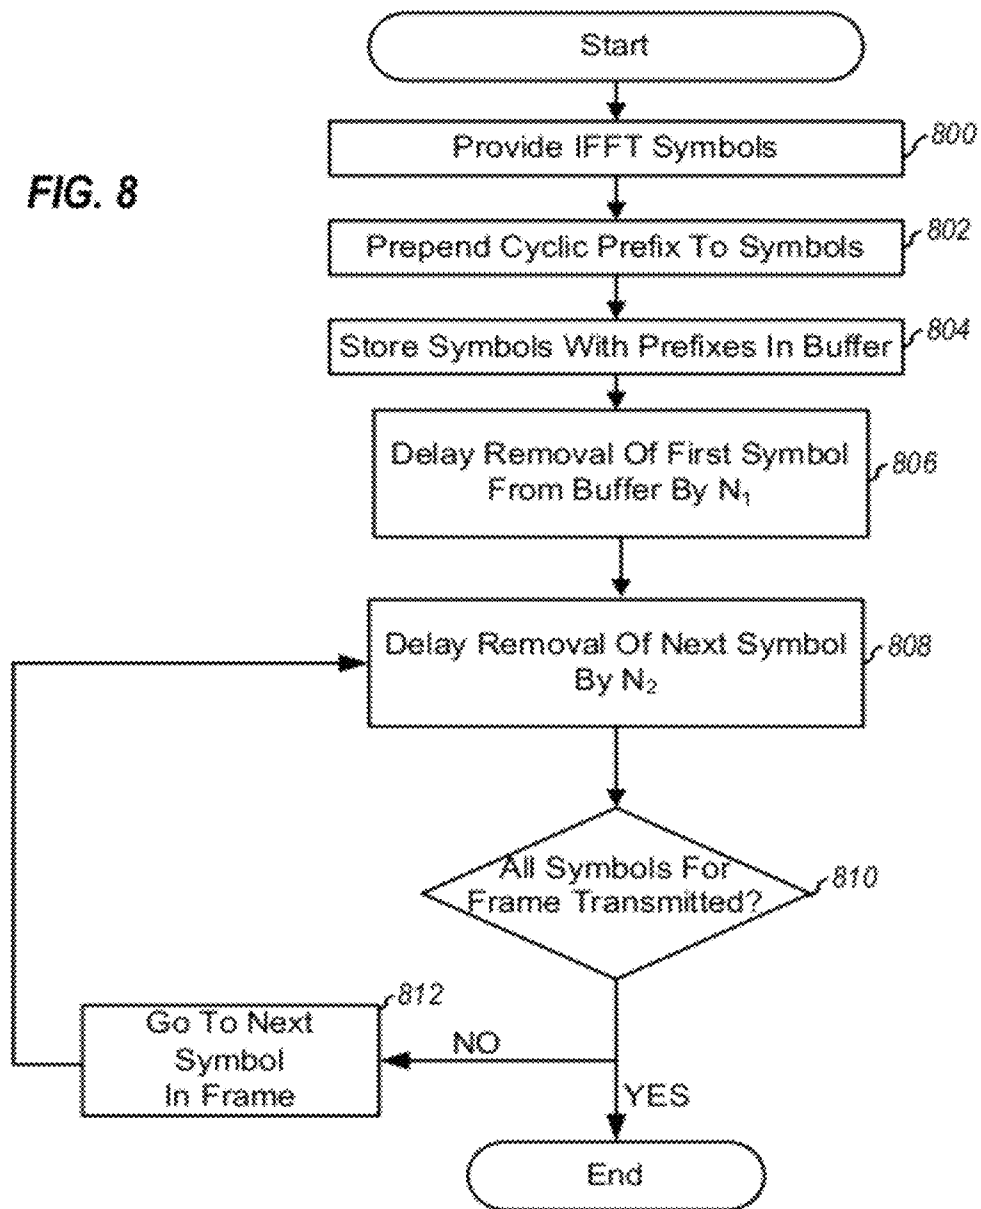 Start
Provide IFFT Symbols
800
FIG. 8
Prepend Cyclic Prefix To Symbols
802
Store Symbols With Prefixes In Buffer
804
Delay Removal Of First Symbol
From Buffer By N₁
806
Delay Removal Of Next Symbol
By N₂
808
All Symbols For
Frame Transmitted?
810
812
Go To Next
Symbol
In Frame
NO
YES
End